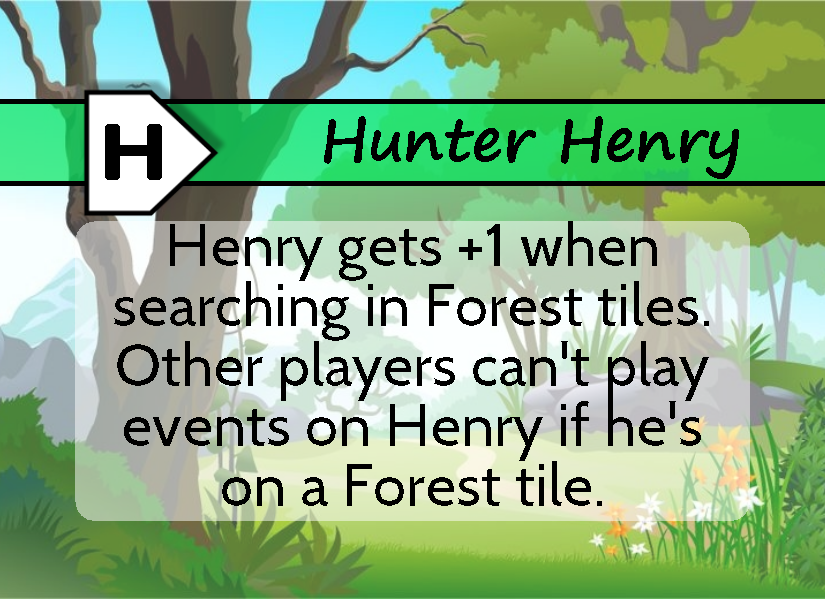 H
Hunter Henry
Henry gets +1 when
searching in Forest tiles.
Other players can't play
events on Henry if he's
on a Forest tile.